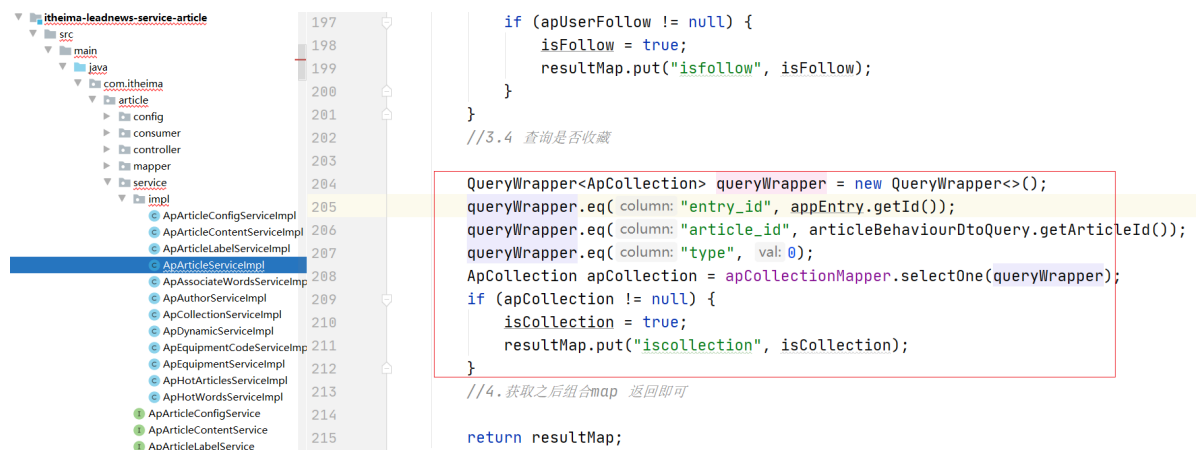 itheima-leadnews-service-article
src
main
java
com.itheima
article
config
consumer
controller
mapper
service
impl
ApArticleConfigServiceImpl
ApArticleContentServiceImpl
ApArticleLabelServiceImpl
ApArticleServiceImpl
ApAssociateWordsServiceImp
ApAuthorServiceImpl
ApCollectionServiceImpl
ApDynamicServiceImpl
ApEquipmentCodeServiceImp
ApEquipmentServiceImpl
ApHotArticlesServiceImpl
ApHotWordsServiceImpl
ApArticleConfigService
ApArticleContentService
ApArticleLabelService
197 if (apUserFollow != null) {
198 isFollow = true;
199 resultMap.put("isfollow", isFollow);
200 }
201 }
202 //3.4 查询是否收藏
203
204 QueryWrapper<ApCollection> queryWrapper = new QueryWrapper<>();
205 queryWrapper.eq( column: "entry_id", appEntry.getId());
206 queryWrapper.eq( column: "article_id", articleBehaviourDtoQuery.getArticleId());
207 queryWrapper.eq( column: "type", val: 0);
208 ApCollection apCollection = apCollectionMapper.selectOne(queryWrapper);
209 if (apCollection != null) {
210 isCollection = true;
211 resultMap.put("iscollection", isCollection);
212 }
213 //4.获取之后组合map 返回即可
214
215 return resultMap;